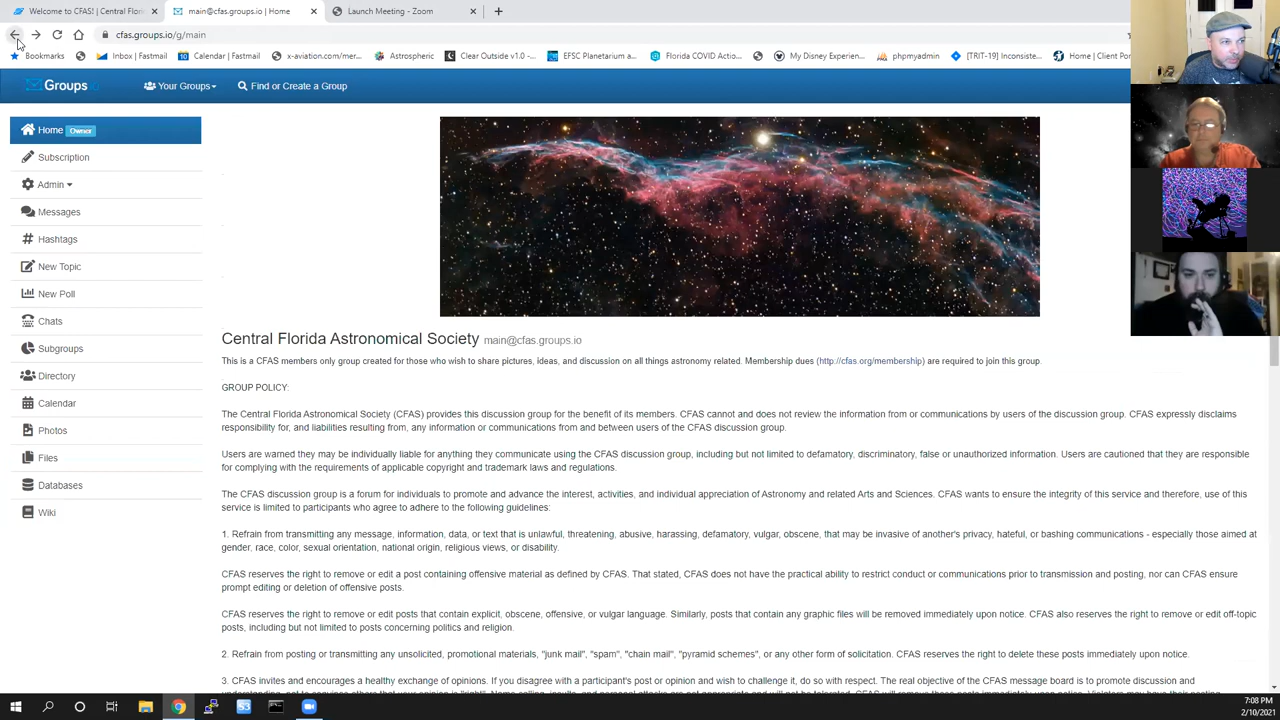 Welcome to CFAS! | Central Flori
main@cfas.groups.io | Home
Launch Meeting - Zoom
cfas.groups.io/g/main
Bookmarks
Inbox | Fastmail
Calendar | Fastmail
x-aviation.com/mer...
Astrospheric
Clear Outside v1.0 -...
EFSC Planetarium a...
Florida COVID Actio...
My Disney Experien...
phpmyadmin
[TRIT-19] Inconsiste...
Home | Client Por
Groups.io
Your Groups
Find or Create a Group
Home Owner
Subscription
Admin
Messages
Hashtags
New Topic
New Poll
Chats
Subgroups
Directory
Calendar
Photos
Files
Databases
Wiki
Central Florida Astronomical Society main@cfas.groups.io
This is a CFAS members only group created for those who wish to share pictures, ideas, and discussion on all things astronomy related. Membership dues (http://cfas.org/membership) are required to join this group.
GROUP POLICY:
The Central Florida Astronomical Society (CFAS) provides this discussion group for the benefit of its members. CFAS cannot and does not review the information from or communications by users of the discussion group. CFAS expressly disclaims
responsibility for, and liabilities resulting from, any information or communications from and between users of the CFAS discussion group.
Users are warned they may be individually liable for anything they communicate using the CFAS discussion group, including but not limited to defamatory, discriminatory, false or unauthorized information. Users are cautioned that they are responsible
for complying with the requirements of applicable copyright and trademark laws and regulations.
The CFAS discussion group is a forum for individuals to promote and advance the interest, activities, and individual appreciation of Astronomy and related Arts and Sciences. CFAS wants to ensure the integrity of this service and therefore, use of this
service is limited to participants who agree to adhere to the following guidelines:
1. Refrain from transmitting any message, information, data, or text that is unlawful, threatening, abusive, harassing, defamatory, vulgar, obscene, that may be invasive of another's privacy, hateful, or bashing communications - especially those aimed at
gender, race, color, sexual orientation, national origin, religious views, or disability.
CFAS reserves the right to remove or edit a post containing offensive material as defined by CFAS. That stated, CFAS does not have the practical ability to restrict conduct or communications prior to transmission and posting, nor can CFAS ensure
prompt editing or deletion of offensive posts.
CFAS reserves the right to remove or edit posts that contain explicit, obscene, offensive, or vulgar language. Similarly, posts that contain any graphic files will be removed immediately upon notice. CFAS also reserves the right to remove or edit off-topic
posts, including but not limited to posts concerning politics and religion.
2. Refrain from posting or transmitting any unsolicited, promotional materials, "junk mail", "spam", "chain mail", "pyramid schemes", or any other form of solicitation. CFAS reserves the right to delete these posts immediately upon notice.
3. CFAS invites and encourages a healthy exchange of opinions. If you disagree with a participant's post or opinion and wish to challenge it, do so with respect. The real objective of the CFAS message board is to promote discussion and
7:08 PM
2/10/2021